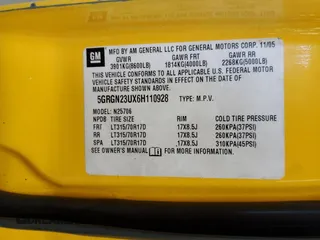 GM
MFD BY AM GENERAL LLC FOR GENERAL MOTORS CORP. 11/05
GVWR GAWR FRT GAWR RR
3901KG(8600LB) 1814KG(4000LB) 2268KG(5000LB)
THIS VEHICLE CONFORMS TO ALL APPLICABLE U.S. FEDERAL MOTOR
VEHICLE SAFETY STANDARDS IN EFFECT ON THE DATE OF
MANUFACTURE SHOWN ABOVE.
5GRGN23UX6H110928 TYPE: M.P.V.
MODEL: N25706
NPDB TIRE SIZE RIM COLD TIRE PRESSURE
FRT LT315/70R17D 17X8.5J 260KPA(37PSI)
RR LT315/70R17D 17X8.5J 260KPA(37PSI)
SPA LT315/70R17D 17X8.5J 310KPA(45PSI)
SEE OWNER'S MANUAL FOR ADDITIONAL INFORMATION.